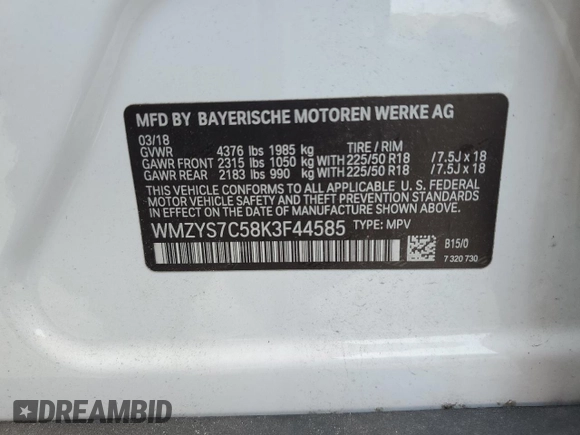 MFD BY BAYERISCHE MOTOREN WERKE AG
03/18
GVWR 4376 lbs 1985 kg TIRE / RIM
GAWR FRONT 2315 lbs 1050 kg WITH 225/50 R18 /7.5J x 18
GAWR REAR 2183 lbs 990 kg WITH 225/50 R18 /7.5J x 18
THIS VEHICLE CONFORMS TO ALL APPLICABLE U. S. FEDERAL
MOTOR VEHICLE SAFETY STANDARDS IN EFFECT ON THE
DATE OF MANUFACTURE SHOWN ABOVE.
WMZYS7C58K3F44585 TYPE: MPV
B15/0
7 320 730
DREAMBID